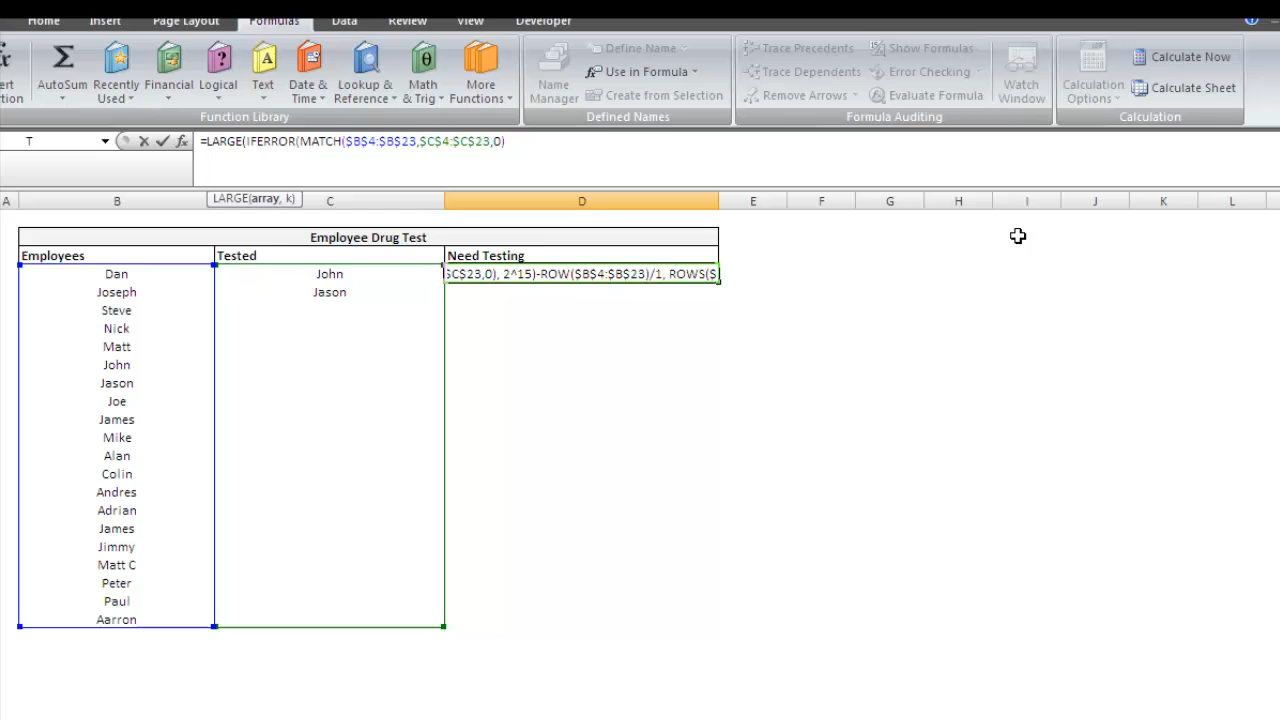 Home Insert Page Layout Formulas Data Review View Developer
AutoSum Recently Used Financial Logical Text Date & Time Lookup & Reference Math & Trig More Functions
Function Library
Name Manager
Define Name
Use in Formula
Create from Selection
Defined Names
Trace Precedents Show Formulas
Trace Dependents Error Checking
Remove Arrows Evaluate Formula
Watch Window
Formula Auditing
Calculation Options
Calculate Now
Calculate Sheet
Calculation
T fx =LARGE(IFERROR(MATCH($B$4:$B$23,$C$4:$C$23,0)
LARGE(array, k)
A B C D E F G H I J K L
Employee Drug Test
Employees Tested Need Testing
Dan John $C$23,0), 2^15)-ROW($B$4:$B$23)/1, ROWS($
Joseph Jason
Steve
Nick
Matt
John
Jason
Joe
James
Mike
Alan
Colin
Andres
Adrian
James
Jimmy
Matt C
Peter
Paul
Aarron